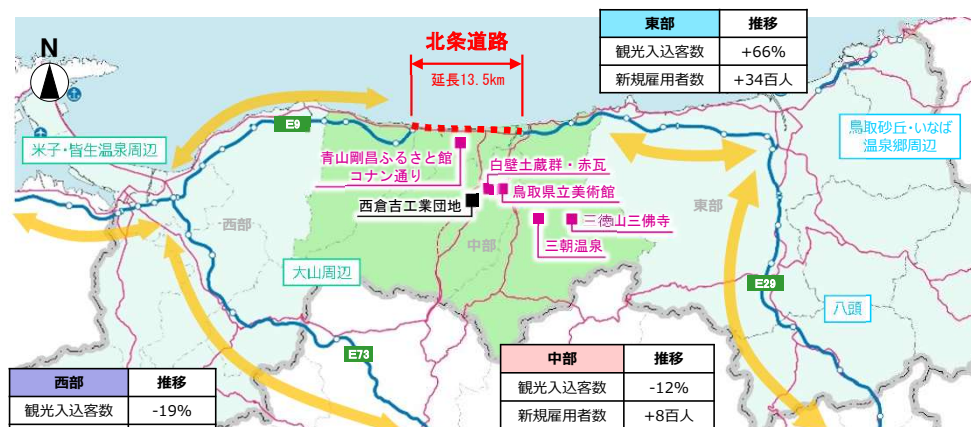 東部 推移
観光入込客数 +66%
新規雇用者数 +34百人
北条道路
延長13.5km
N
E9
米子・皆生温泉周辺
鳥取砂丘・いなば
温泉郷周辺
青山剛昌ふるさと館
コナン通り
白壁土蔵群・赤瓦
鳥取県立美術館
西倉吉工業団地
三徳山三佛寺
三朝温泉
西部
中部
東部
大山周辺
E29
八頭
E73
西部 推移
観光入込客数 -19%
中部 推移
観光入込客数 -12%
新規雇用者数 +8百人